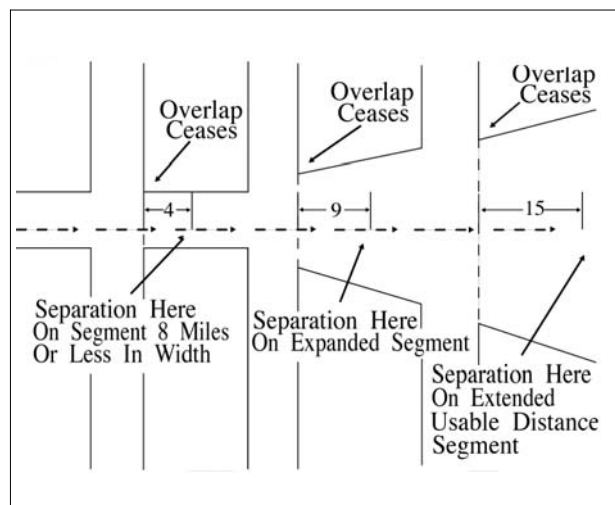 Overlap
Ceases
Overlap
Ceases
Overlap
Ceases
4
9
15
Separation Here
On Segment 8 Miles
Or Less In Width
Separation Here
On Expanded Segment
Separation Here
On Extended
Usable Distance
Segment